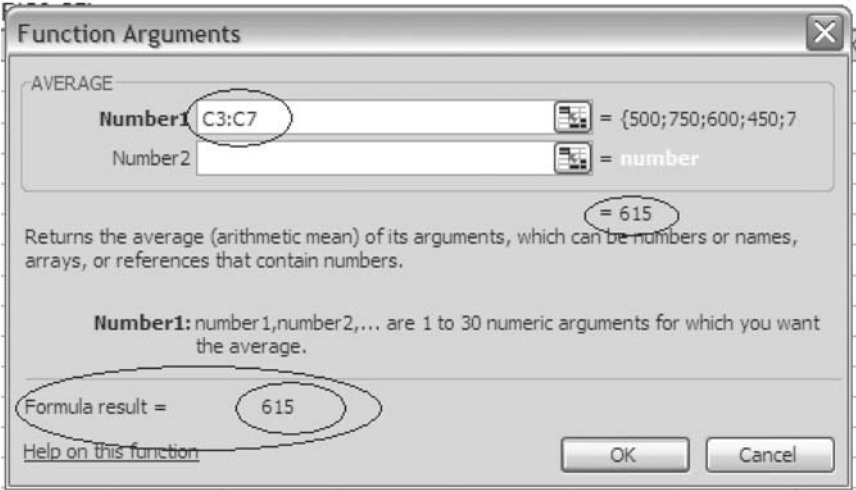 Function Arguments
AVERAGE
Number1 C3:C7 = {500;750;600;450;7
Number2 = number
= 615
Returns the average (arithmetic mean) of its arguments, which can be numbers or names,
arrays, or references that contain numbers.
Number1: number1,number2,... are 1 to 30 numeric arguments for which you want
the average.
Formula result = 615
Help on this function OK Cancel